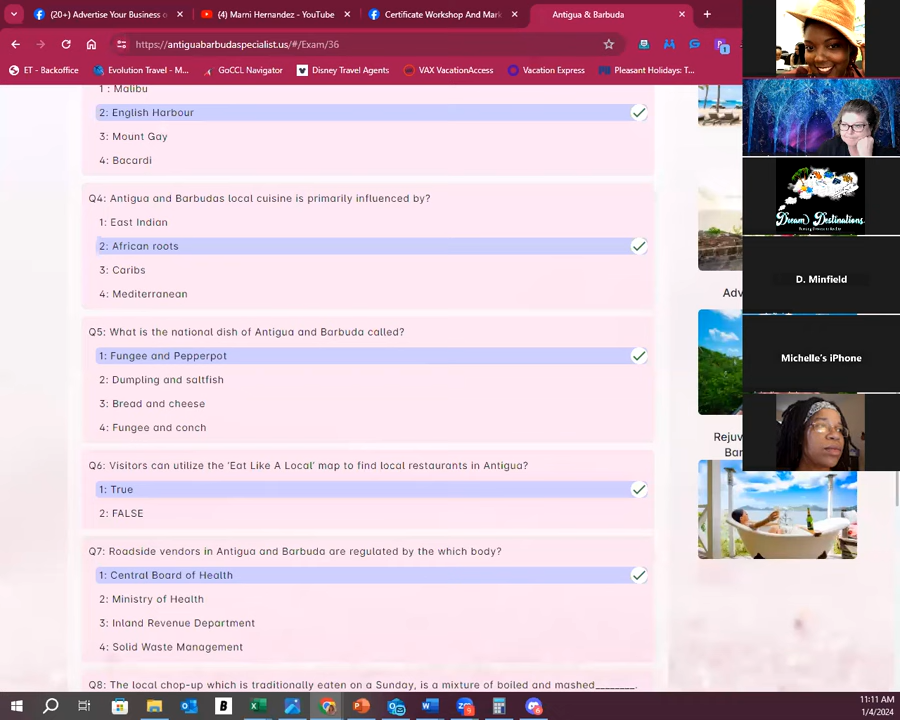 (20+) Advertise Your Business o
(4) Marni Hernandez - YouTube
Certificate Workshop And Mark
Antigua & Barbuda
https://antiguabarbudaspecialist.us/#/Exam/36
1
ET - Backoffice
Evolution Travel - M...
GoCCL Navigator
Disney Travel Agents
VAX VacationAccess
Vacation Express
Pleasant Holidays: T...
1 : Malibu
2: English Harbour
3: Mount Gay
4: Bacardi
Q4: Antigua and Barbudas local cuisine is primarily influenced by?
1: East Indian
2: African roots
3: Caribs
4: Mediterranean
Q5: What is the national dish of Antigua and Barbuda called?
1: Fungee and Pepperpot
2: Dumpling and saltfish
3: Bread and cheese
4: Fungee and conch
Q6: Visitors can utilize the 'Eat Like A Local' map to find local restaurants in Antigua?
1: True
2: FALSE
Q7: Roadside vendors in Antigua and Barbuda are regulated by the which body?
1: Central Board of Health
2: Ministry of Health
3: Inland Revenue Department
4: Solid Waste Management
Q8: The local chop-up which is traditionally eaten on a Sunday, is a mixture of boiled and mashed________.
Adv
Rejuv
Bar
Dream Destinations
D. Minfield
Michelle's iPhone
11:11 AM
1/4/2024